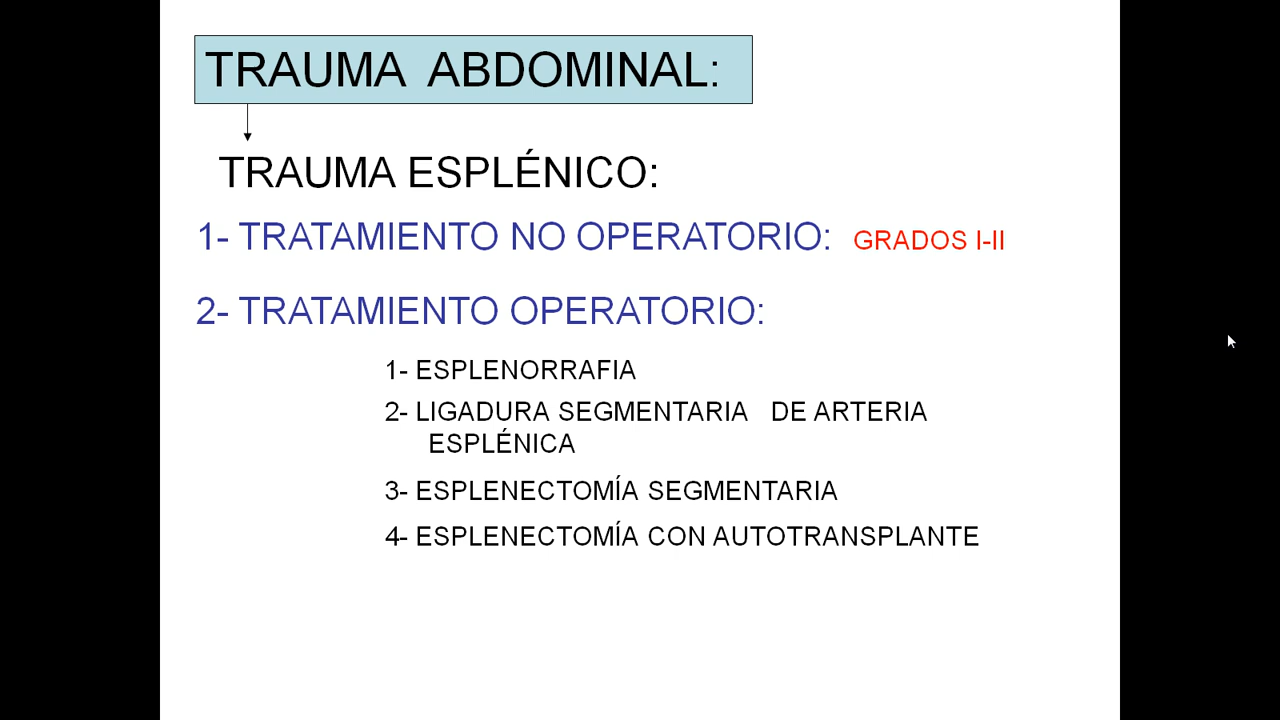 TRAUMA ABDOMINAL:
TRAUMA ESPLÉNICO:
1- TRATAMIENTO NO OPERATORIO: GRADOS I-II
2- TRATAMIENTO OPERATORIO:
1- ESPLENORRAFIA
2- LIGADURA SEGMENTARIA DE ARTERIA
ESPLÉNICA
3- ESPLENECTOMÍA SEGMENTARIA
4- ESPLENECTOMÍA CON AUTOTRANSPLANTE